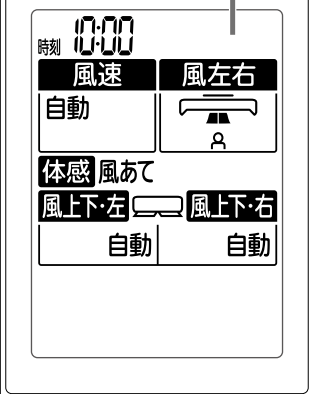 時刻 10:00
風速 風左右
自動
体感 風あて
風上下・左 風上下・右
自動 自動